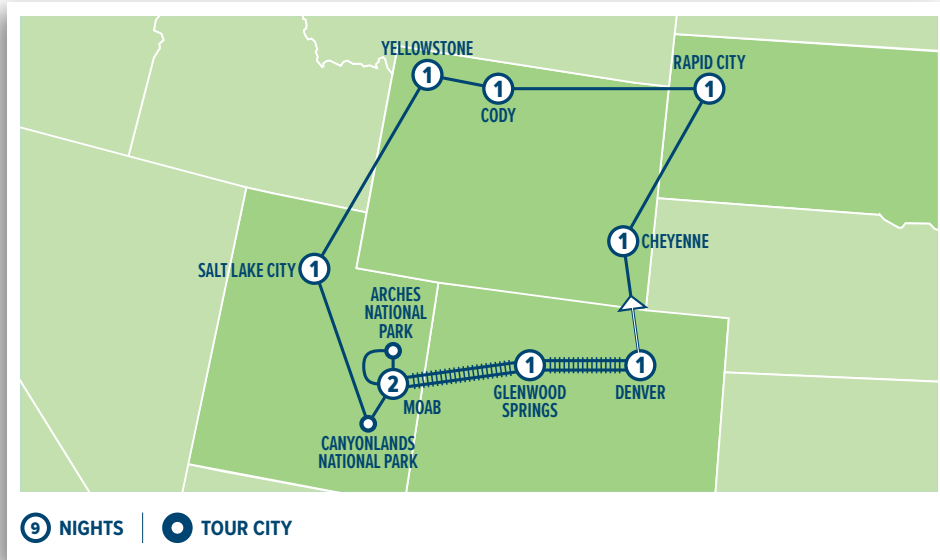 YELLOWSTONE
1
1
CODY
RAPID CITY
1
1 CHEYENNE
SALT LAKE CITY 1
ARCHES
NATIONAL
PARK
2
MOAB
1
GLENWOOD
SPRINGS
1
DENVER
CANYONLANDS
NATIONAL PARK
9 NIGHTS
TOUR CITY